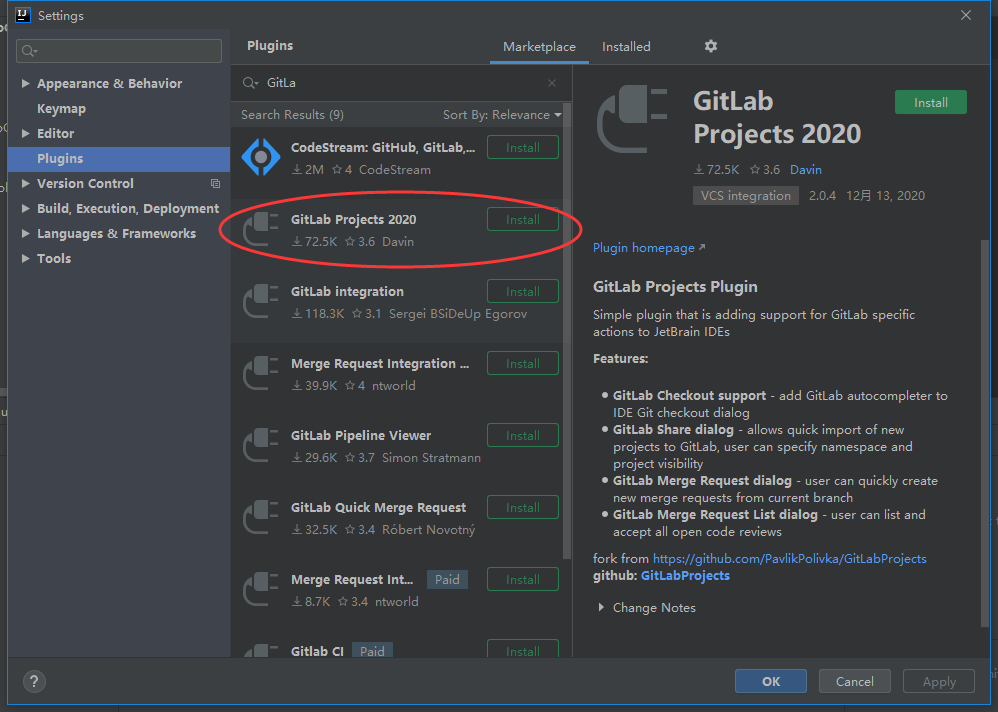 Settings
Appearance & Behavior
Keymap
Editor
Plugins
Version Control
Build, Execution, Deployment
Languages & Frameworks
Tools
Plugins
Marketplace
Installed
GitLa
Search Results (9)
Sort By: Relevance
CodeStream: GitHub, GitLab,...
Install
2M 4 CodeStream
GitLab Projects 2020
Install
72.5K 3.6 Davin
GitLab integration
Install
118.3K 3.1 Sergei BSiDeUp Egorov
Merge Request Integration ...
Install
39.9K 4 ntworld
GitLab Pipeline Viewer
Install
29.6K 3.7 Simon Stratmann
GitLab Quick Merge Request
Install
32.5K 3.4 Róbert Novotný
Merge Request Int... Paid
Install
8.7K 3.4 ntworld
Gitlab CI Paid
Install
GitLab
Projects 2020
Install
72.5K 3.6 Davin
VCS integration 2.0.4 12月 13, 2020
Plugin homepage
GitLab Projects Plugin
Simple plugin that is adding support for GitLab specific
actions to JetBrain IDEs
Features:
GitLab Checkout support - add GitLab autocompleter to
IDE Git checkout dialog
GitLab Share dialog - allows quick import of new
projects to GitLab, user can specify namespace and
project visibility
GitLab Merge Request dialog - user can quickly create
new merge requests from current branch
GitLab Merge Request List dialog - user can list and
accept all open code reviews
fork from https://github.com/PavlikPolivka/GitLabProjects
github: GitLabProjects
Change Notes
?
OK
Cancel
Apply